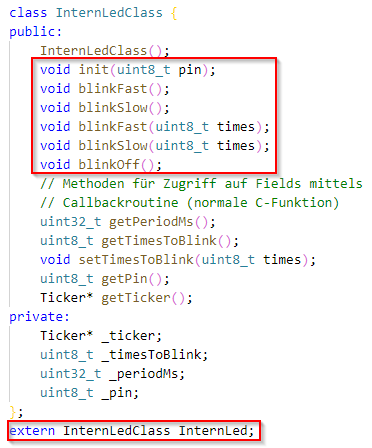 class InternLedClass {
public:
    InternLedClass();
    void init(uint8_t pin);
    void blinkFast();
    void blinkSlow();
    void blinkFast(uint8_t times);
    void blinkSlow(uint8_t times);
    void blinkOff();
    // Methoden für Zugriff auf Fields mittels
    // Callbackroutine (normale C-Funktion)
    uint32_t getPeriodMs();
    uint8_t getTimesToBlink();
    void setTimesToBlink(uint8_t times);
    uint8_t getPin();
    Ticker* getTicker();
private:
    Ticker* _ticker;
    uint8_t _timesToBlink;
    uint32_t _periodMs;
    uint8_t _pin;
};
extern InternLedClass InternLed;